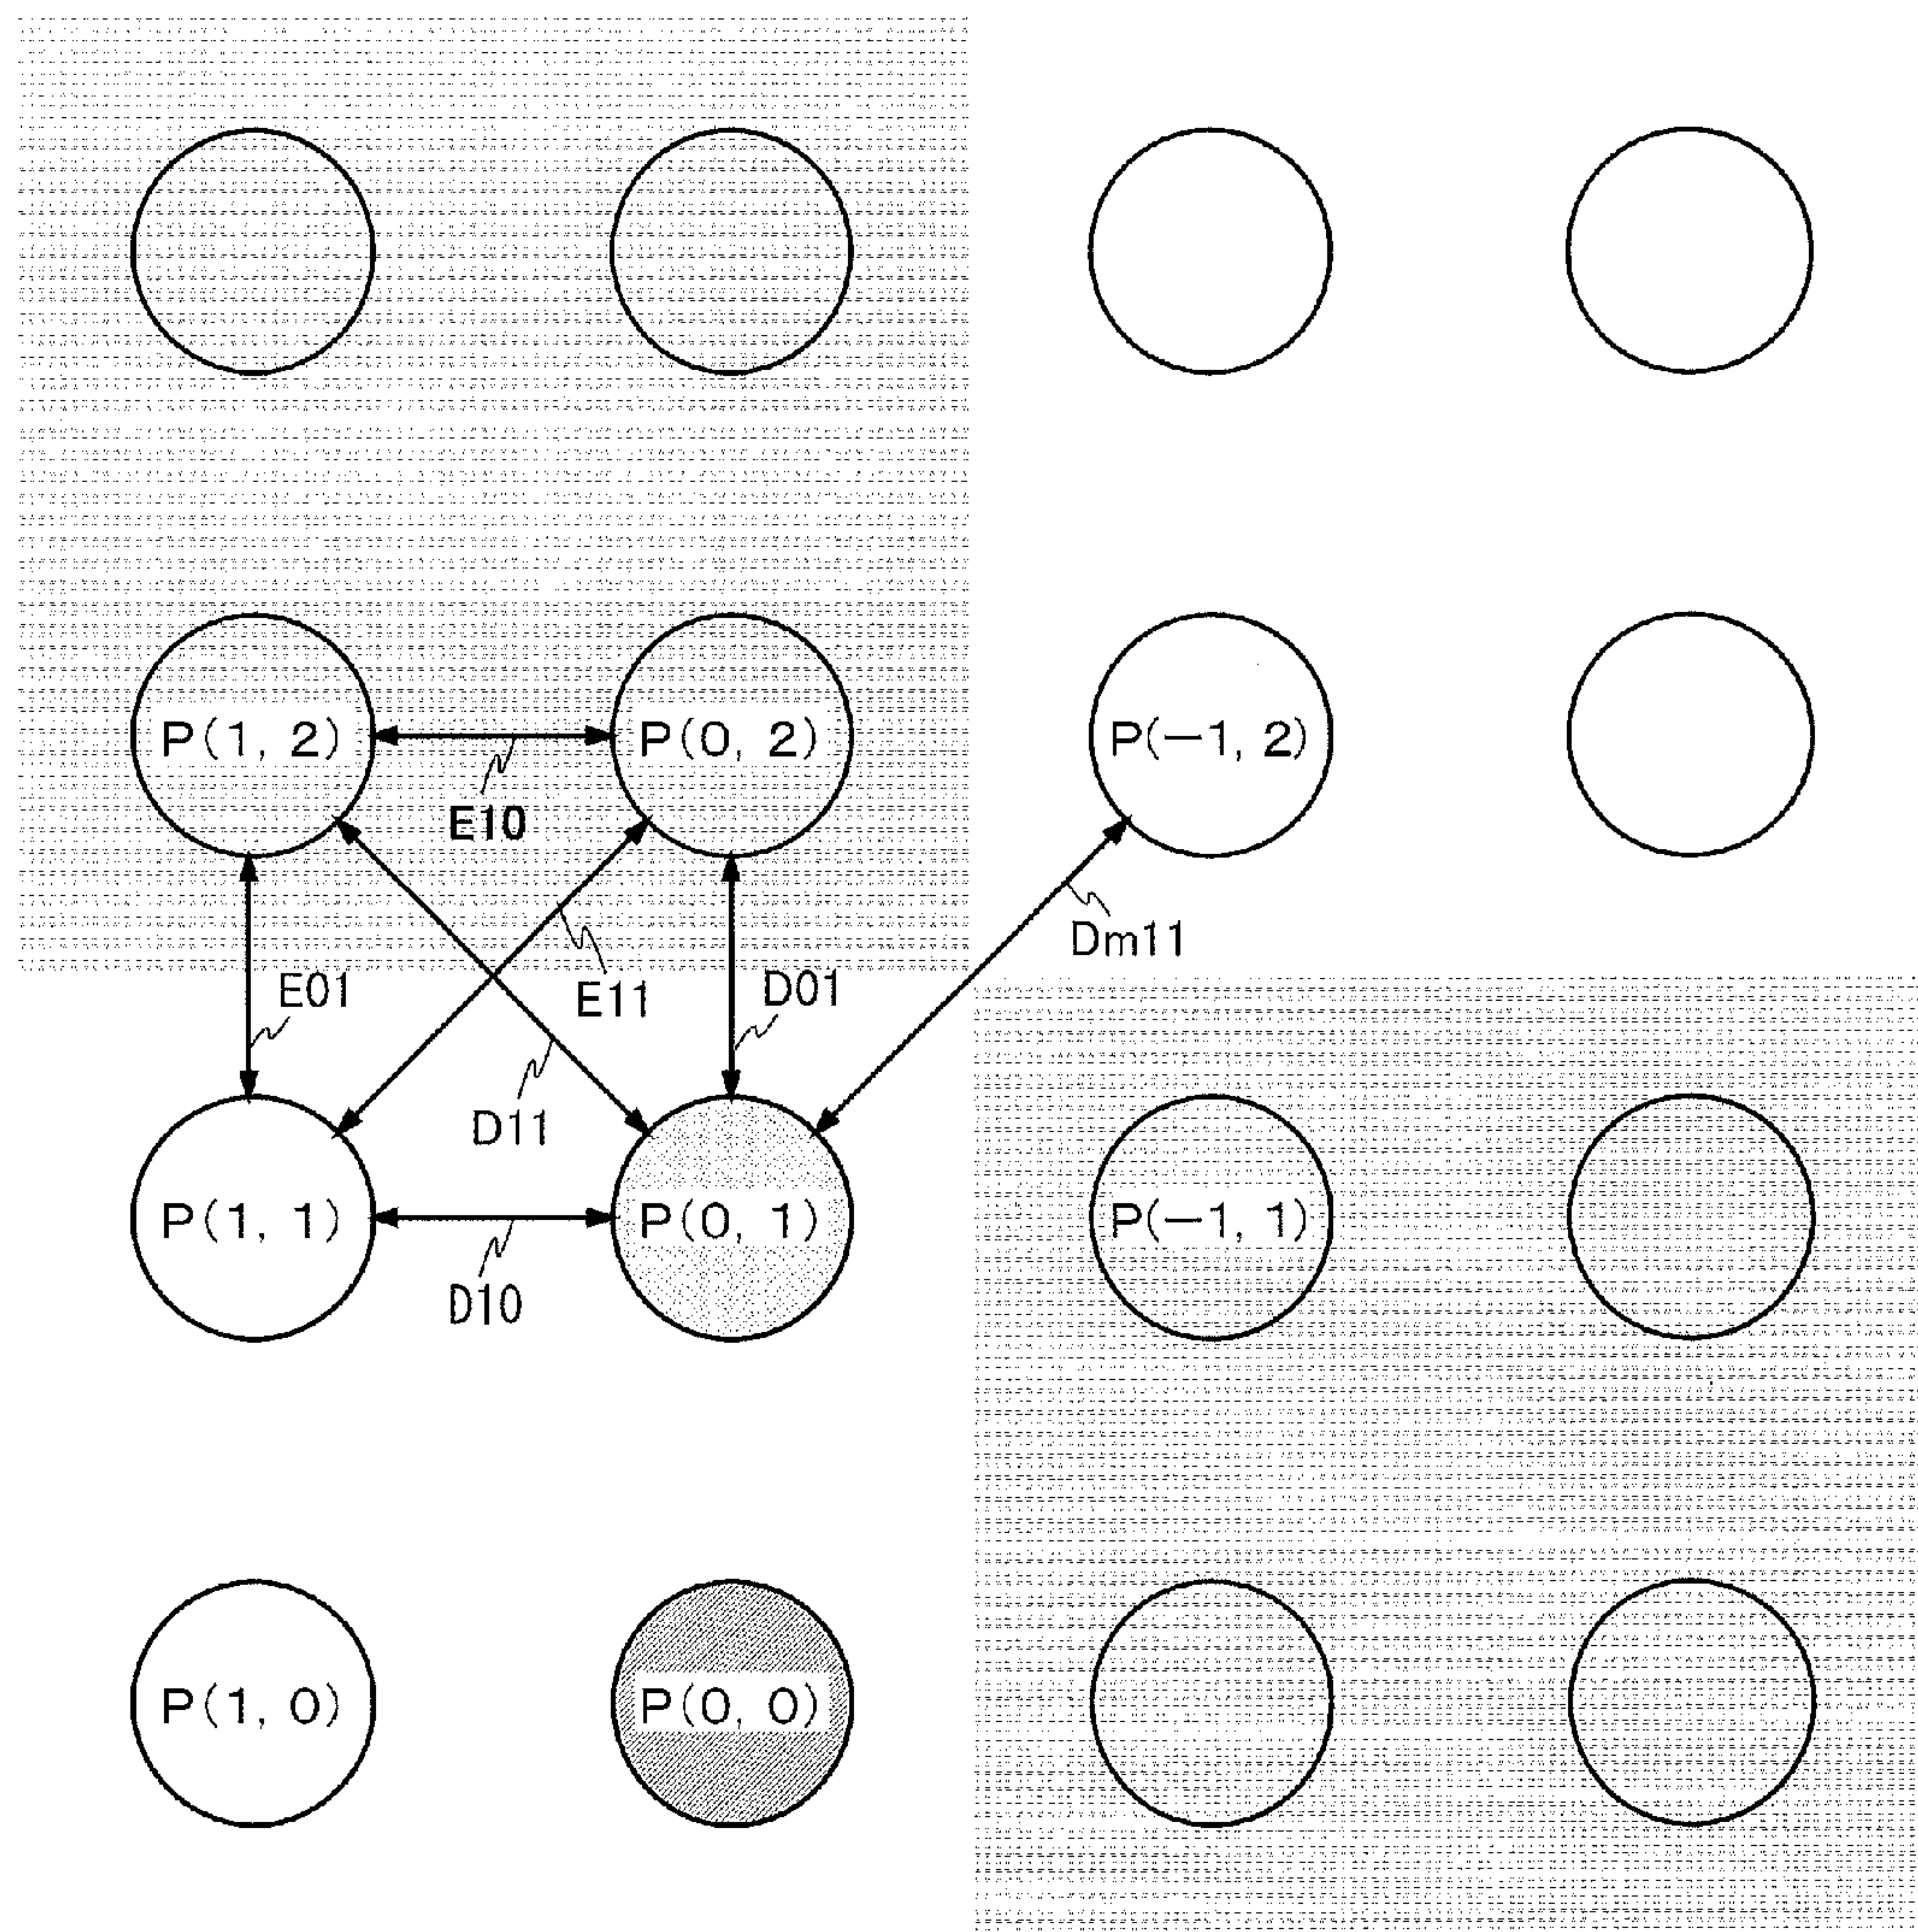 P(1, 2)
P(0, 2)
P(−1, 2)
E10
Dm11
E01
E11
D01
D11
P(1, 1)
P(0, 1)
P(−1, 1)
D10
P(1, 0)
P(0, 0)